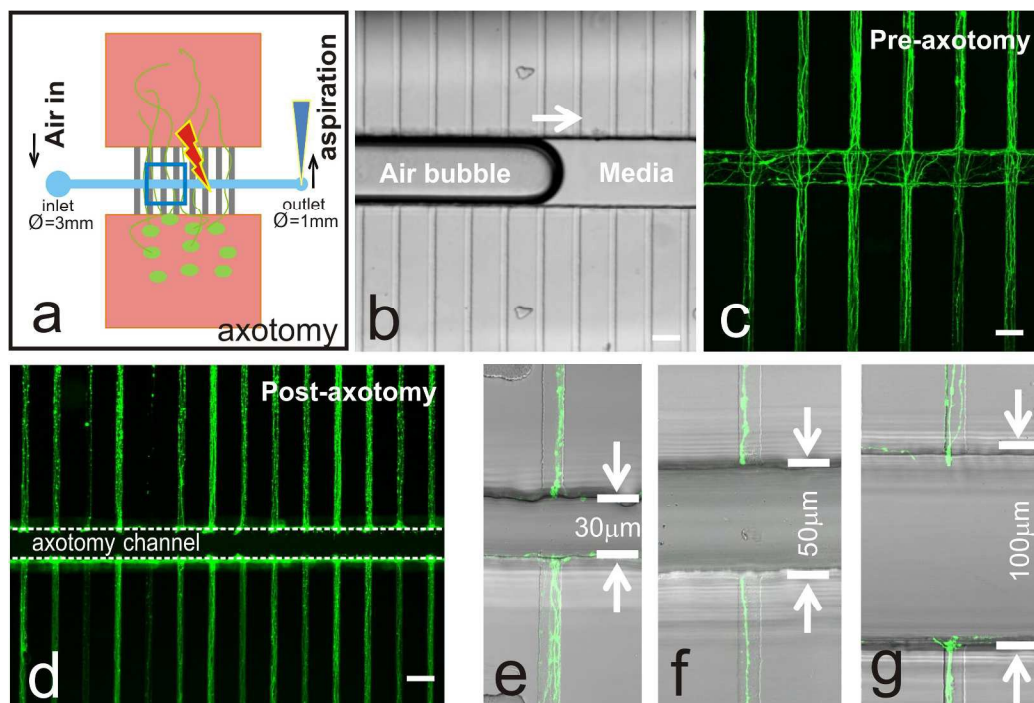 Air in
aspiration
inlet
Ø=3mm
outlet
Ø=1mm
a
axotomy
Air bubble
Media
b
Pre-axotomy
c
Post-axotomy
axotomy channel
d
30μm
e
50μm
f
100μm
g